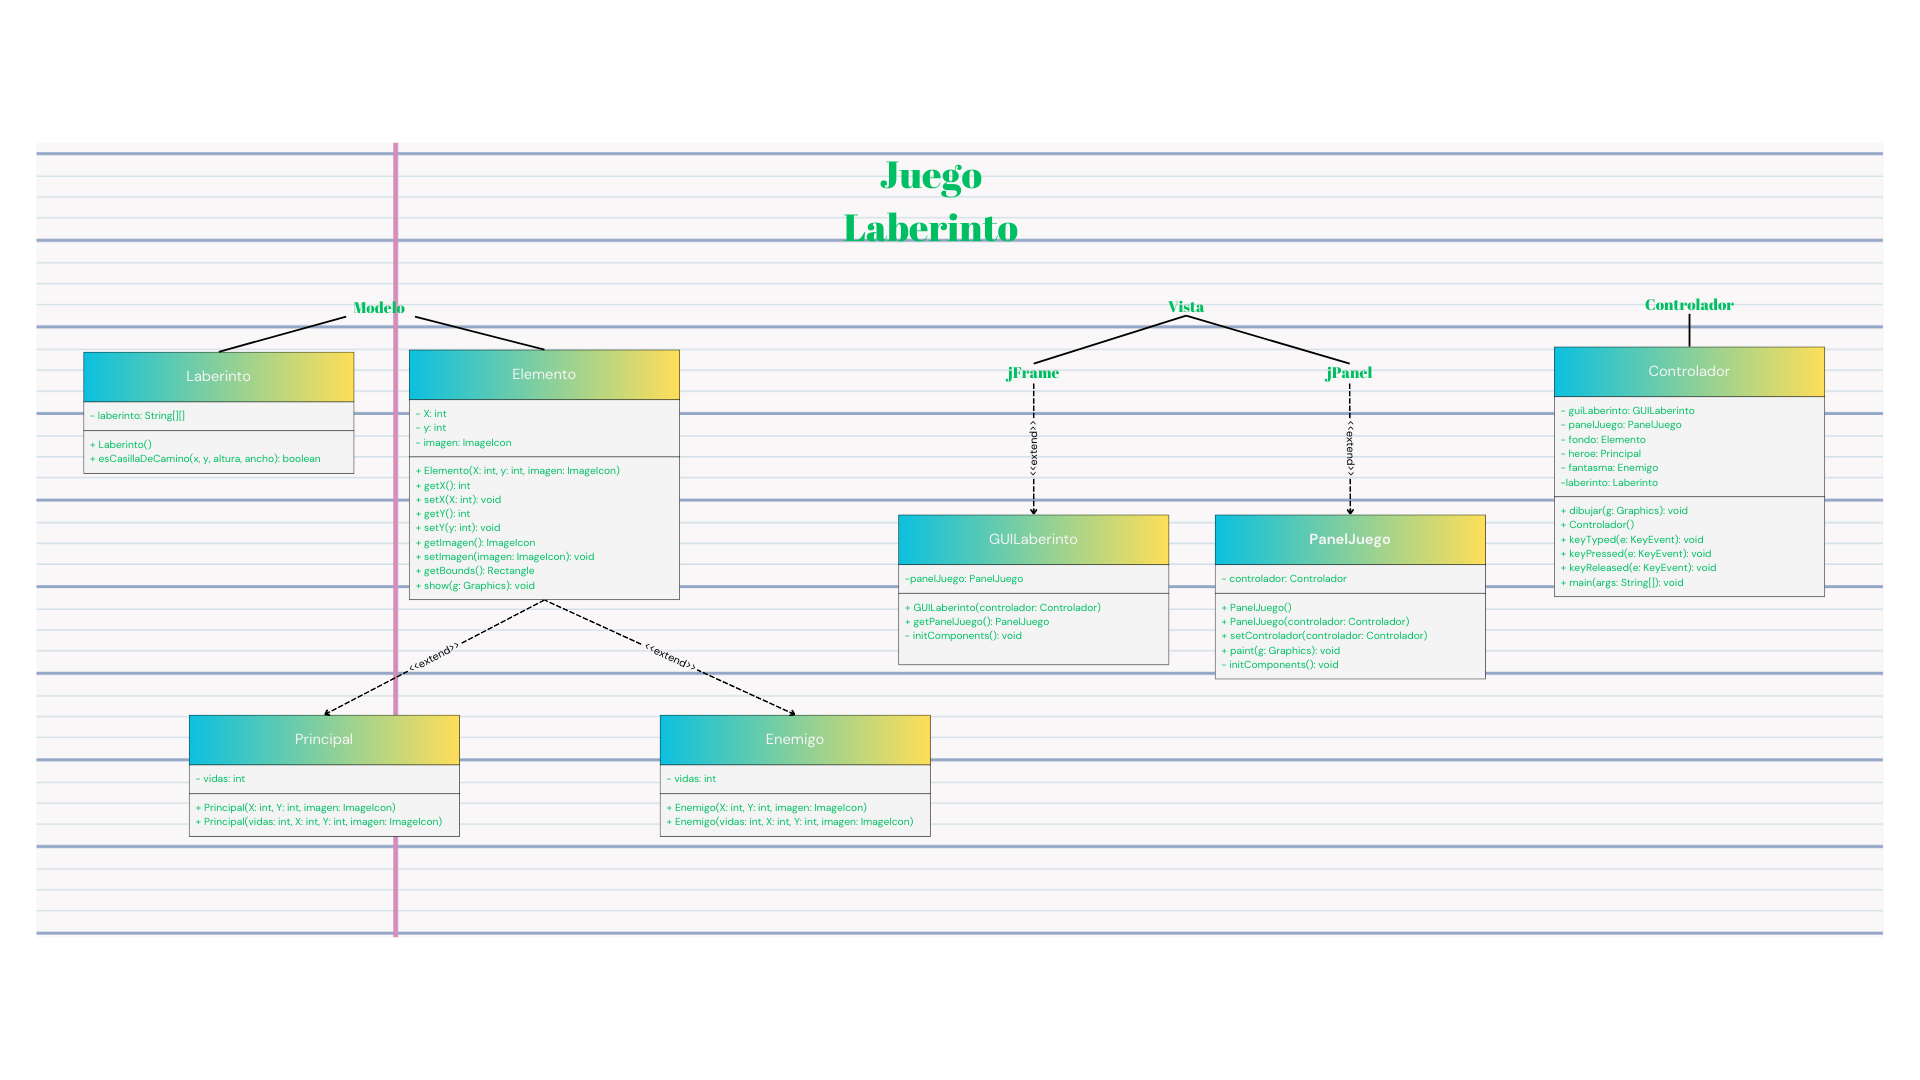 Juego
Laberinto
Modelo
Laberinto
- laberinto: String[][]
+ Laberinto()
+ esCasillaDeCamino(x, y, altura, ancho): boolean
Elemento
- X: int
- y: int
- imagen: ImageIcon
+ Elemento(X: int, y: int, imagen: ImageIcon)
+ getX(): int
+ setX(X: int): void
+ getY(): int
+ setY(y: int): void
+ getImagen(): ImageIcon
+ setImagen(imagen: ImageIcon): void
+ getBounds(): Rectangle
+ show(g: Graphics): void
<<extend>>
<<extend>>
Principal
- vidas: int
+ Principal(X: int, Y: int, imagen: ImageIcon)
+ Principal(vidas: int, X: int, Y: int, imagen: ImageIcon)
Enemigo
- vidas: int
+ Enemigo(X: int, Y: int, imagen: ImageIcon)
+ Enemigo(vidas: int, X: int, Y: int, imagen: ImageIcon)
Vista
jFrame
<<extend>>
GUILaberinto
-panelJuego: PanelJuego
+ GUILaberinto(controlador: Controlador)
+ getPanelJuego(): PanelJuego
- initComponents(): void
jPanel
<<extend>>
PanelJuego
- controlador: Controlador
+ PanelJuego()
+ PanelJuego(controlador: Controlador)
+ setControlador(controlador: Controlador)
+ paint(g: Graphics): void
- initComponents(): void
Controlador
Controlador
- guiLaberinto: GUILaberinto
- panelJuego: PanelJuego
- fondo: Elemento
- heroe: Principal
- fantasma: Enemigo
-laberinto: Laberinto
+ dibujar(g: Graphics): void
+ Controlador()
+ keyTyped(e: KeyEvent): void
+ keyPressed(e: KeyEvent): void
+ keyReleased(e: KeyEvent): void
+ main(args: String[]): void